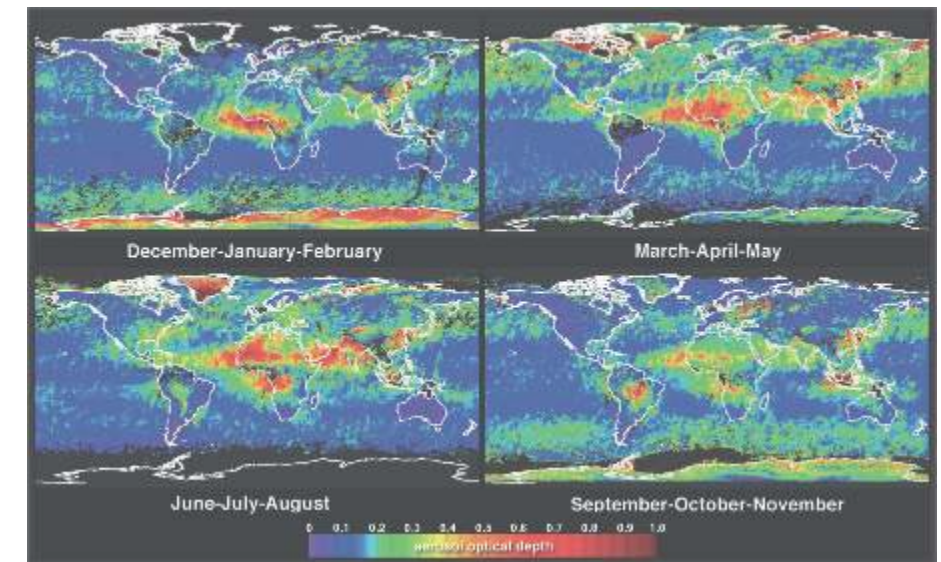 December-January-February
March-April-May
June-July-August
September-October-November
0 0.1 0.2 0.3 0.4 0.5 0.6 0.7 0.8 0.9 1.0
aerosol optical depth